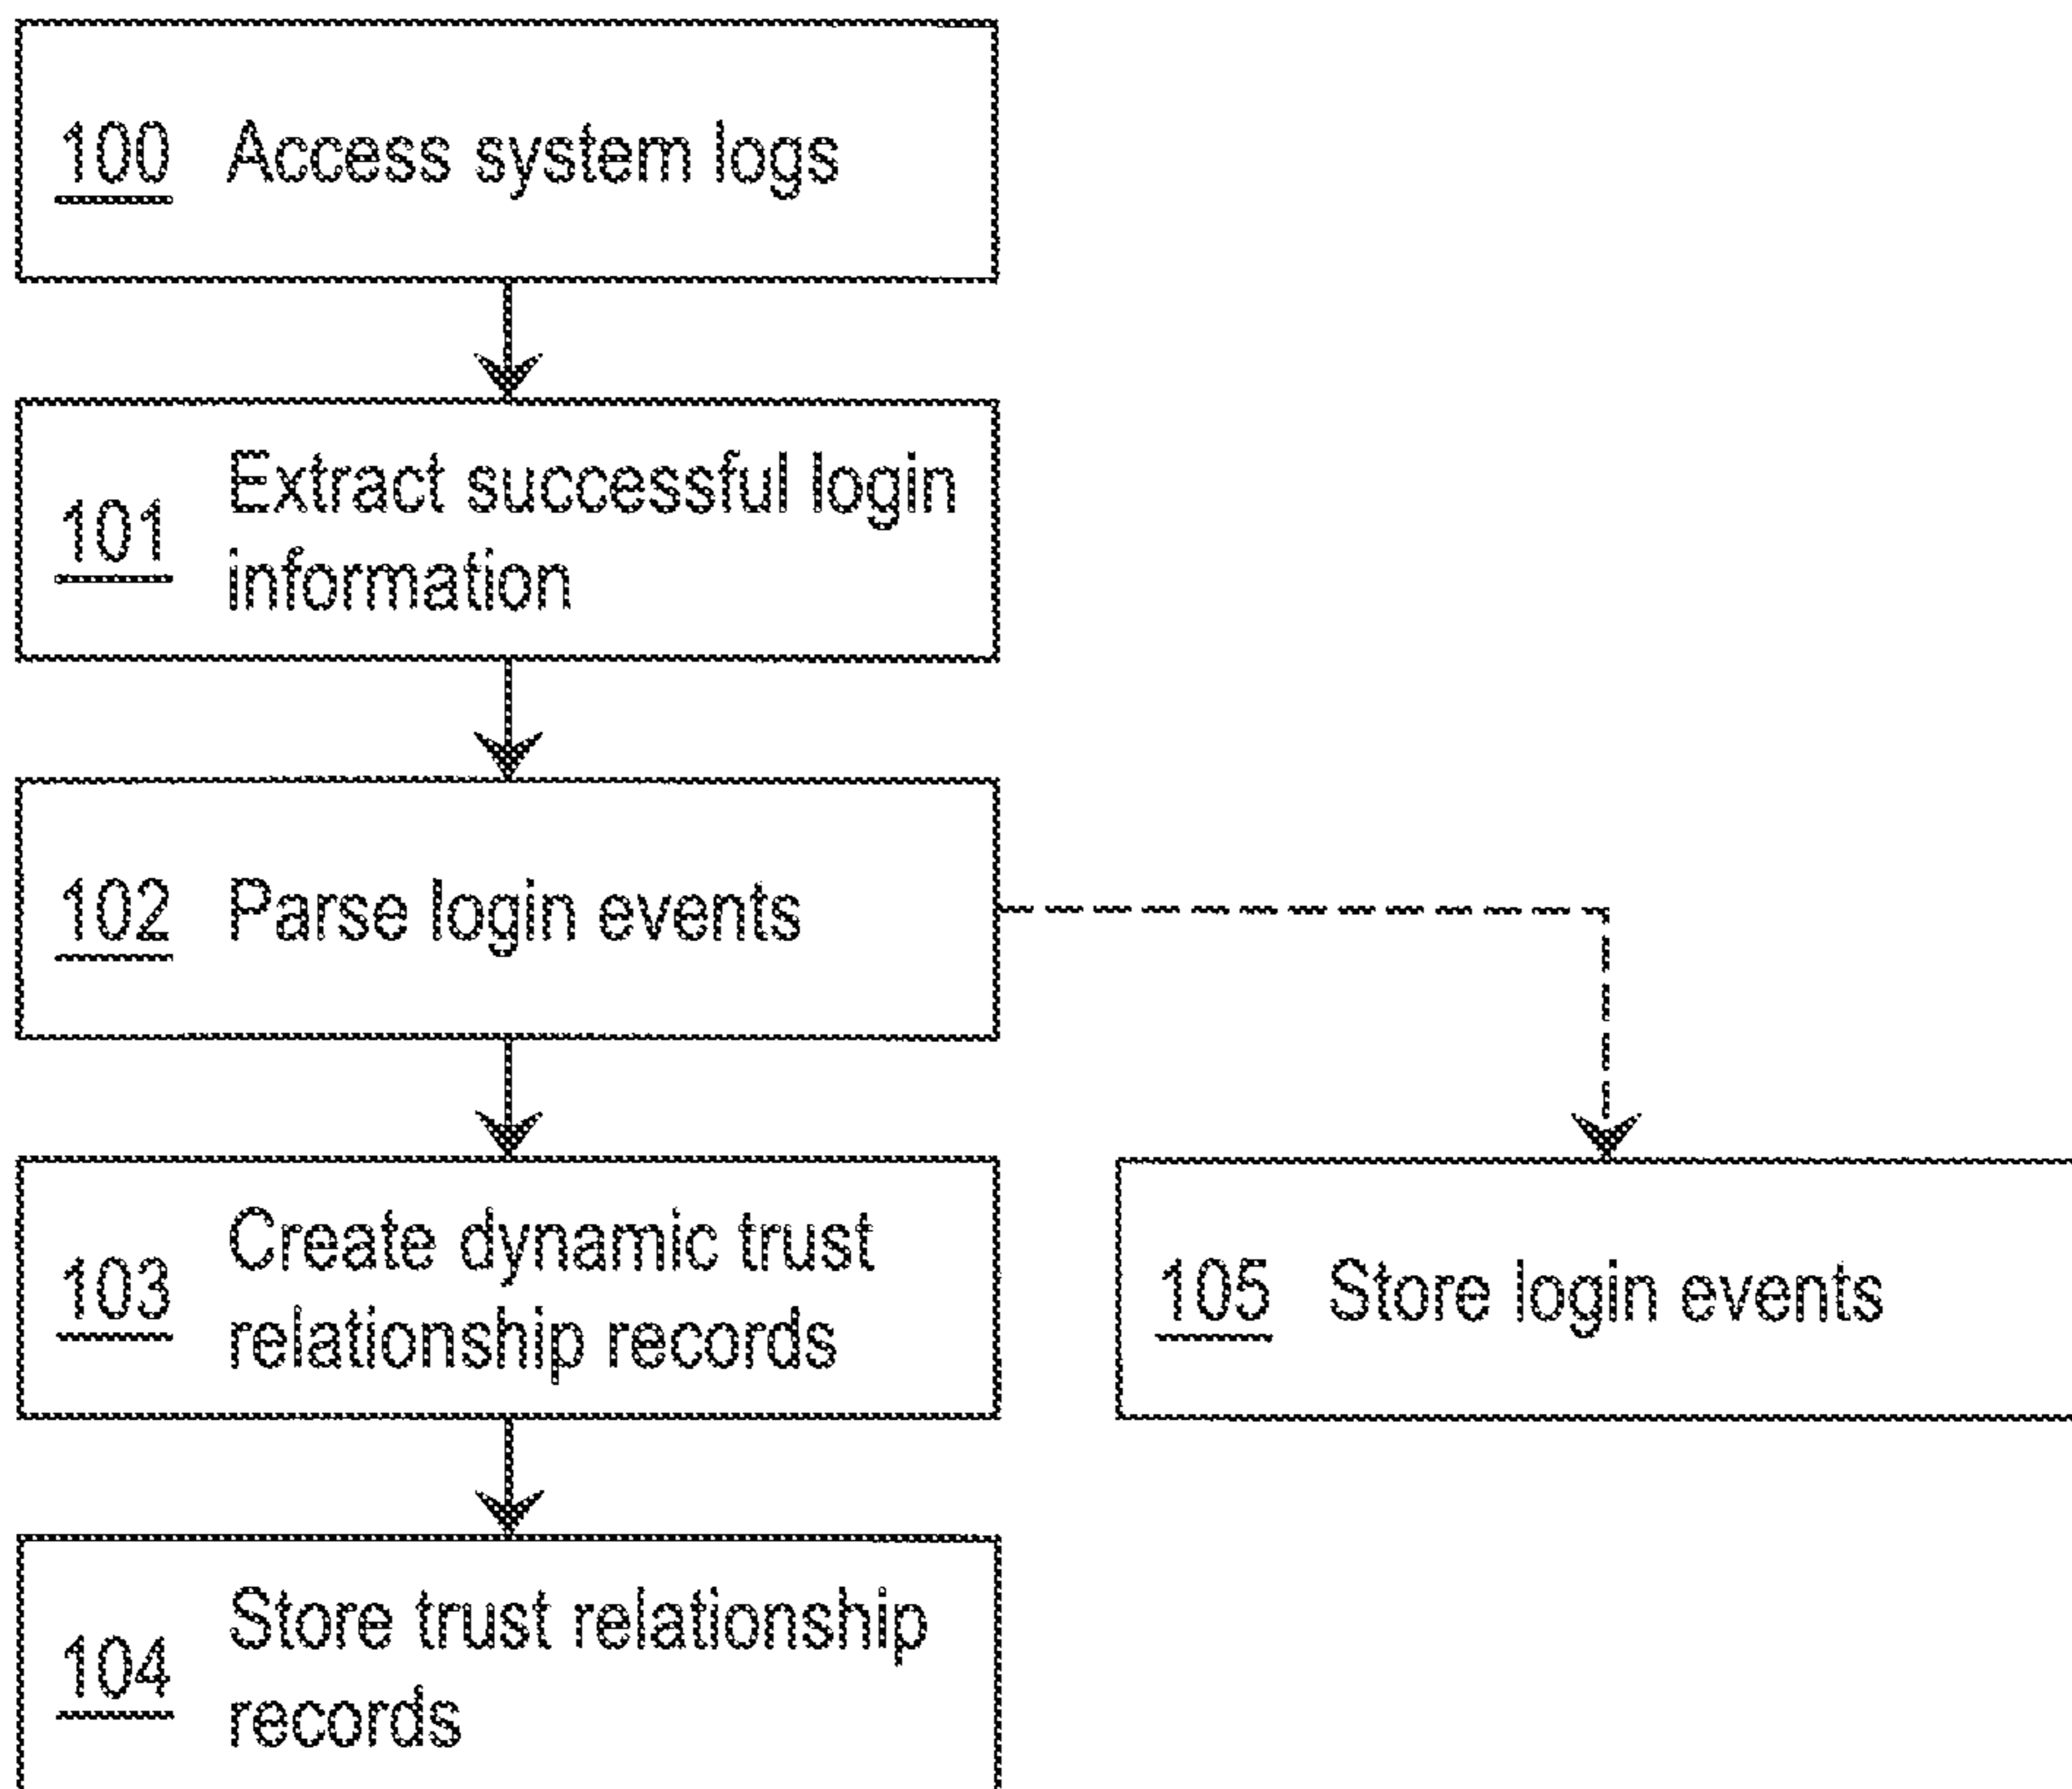 100 Access system logs
Extract successful login
101
information
102 Parse login events
Create dynamic trust
103
relationship records
105 Store login events
Store trust relationship
104
records